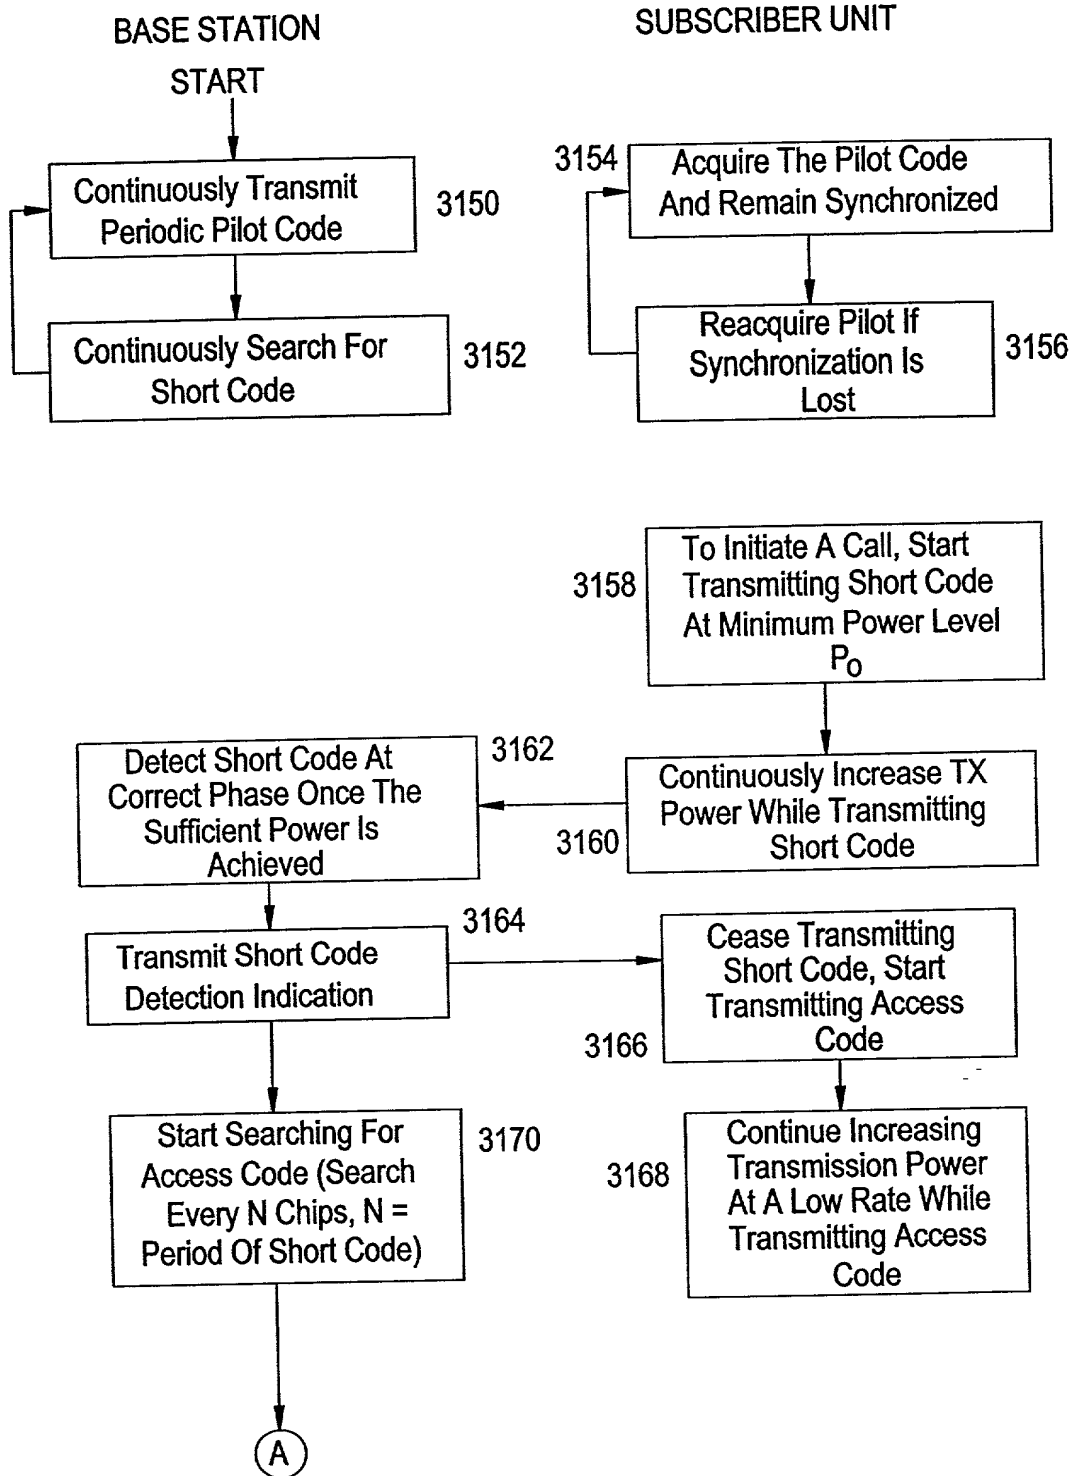 BASE STATION
SUBSCRIBER UNIT
START
Continuously Transmit
Periodic Pilot Code
3150
3154
Acquire The Pilot Code
And Remain Synchronized
Continuously Search For
Short Code
3152
Reacquire Pilot If
Synchronization Is
Lost
3156
3158
To Initiate A Call, Start
Transmitting Short Code
At Minimum Power Level
Po
Detect Short Code At
Correct Phase Once The
Sufficient Power Is
Achieved
3162
Continuously Increase TX
Power While Transmitting
Short Code
3160
Transmit Short Code
Detection Indication
3164
Cease Transmitting
Short Code, Start
Transmitting Access
Code
3166
Start Searching For
Access Code (Search
Every N Chips, N =
Period Of Short Code)
3170
3168
Continue Increasing
Transmission Power
At A Low Rate While
Transmitting Access
Code
A